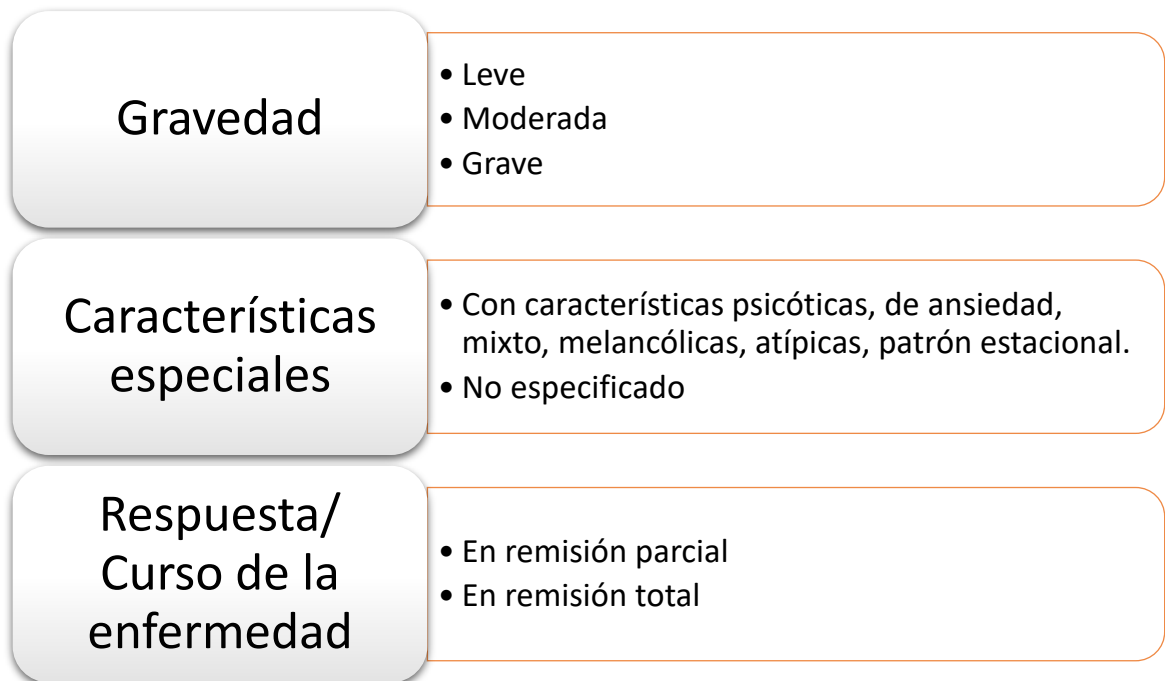 Gravedad
• Leve
• Moderada
• Grave
Características
especiales
• Con características psicóticas, de ansiedad,
mixto, melancólicas, atípicas, patrón estacional.
• No especificado
Respuesta/
Curso de la
enfermedad
• En remisión parcial
• En remisión total